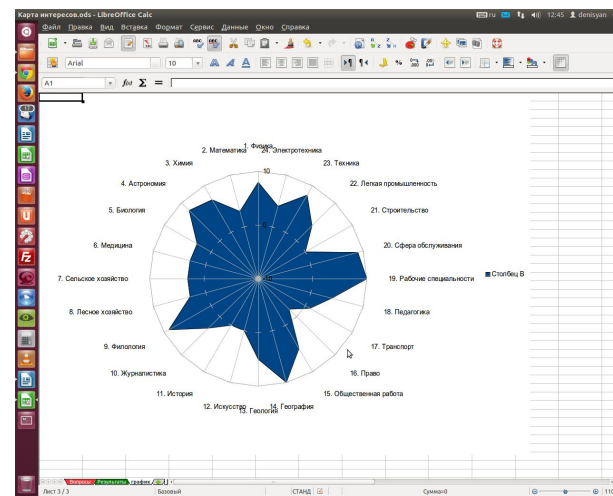 Карта интересов.ods - LibreOffice Calc
ru 12:45 denisyan
Файл Правка Вид Вставка Формат Сервис Данные Окно Справка
Arial 10
A1
1. Физика
2. Математика
24. Электротехника
3. Химия
23. Техника
10
4. Астрономия
22. Легкая промышленность
5. Биология
21. Строительство
0
6. Медицина
20. Сфера обслуживания
7. Сельское хозяйство
-10
19. Рабочие специальности
Столбец B
8. Лесное хозяйство
18. Педагогика
9. Филология
17. Транспорт
10. Журналистика
16. Право
11. История
15. Общественная работа
12. Искусство
13. Геология
14. География
Вопросы Результаты график
Лист 3 / 3 Базовый СТАНД Сумма=0